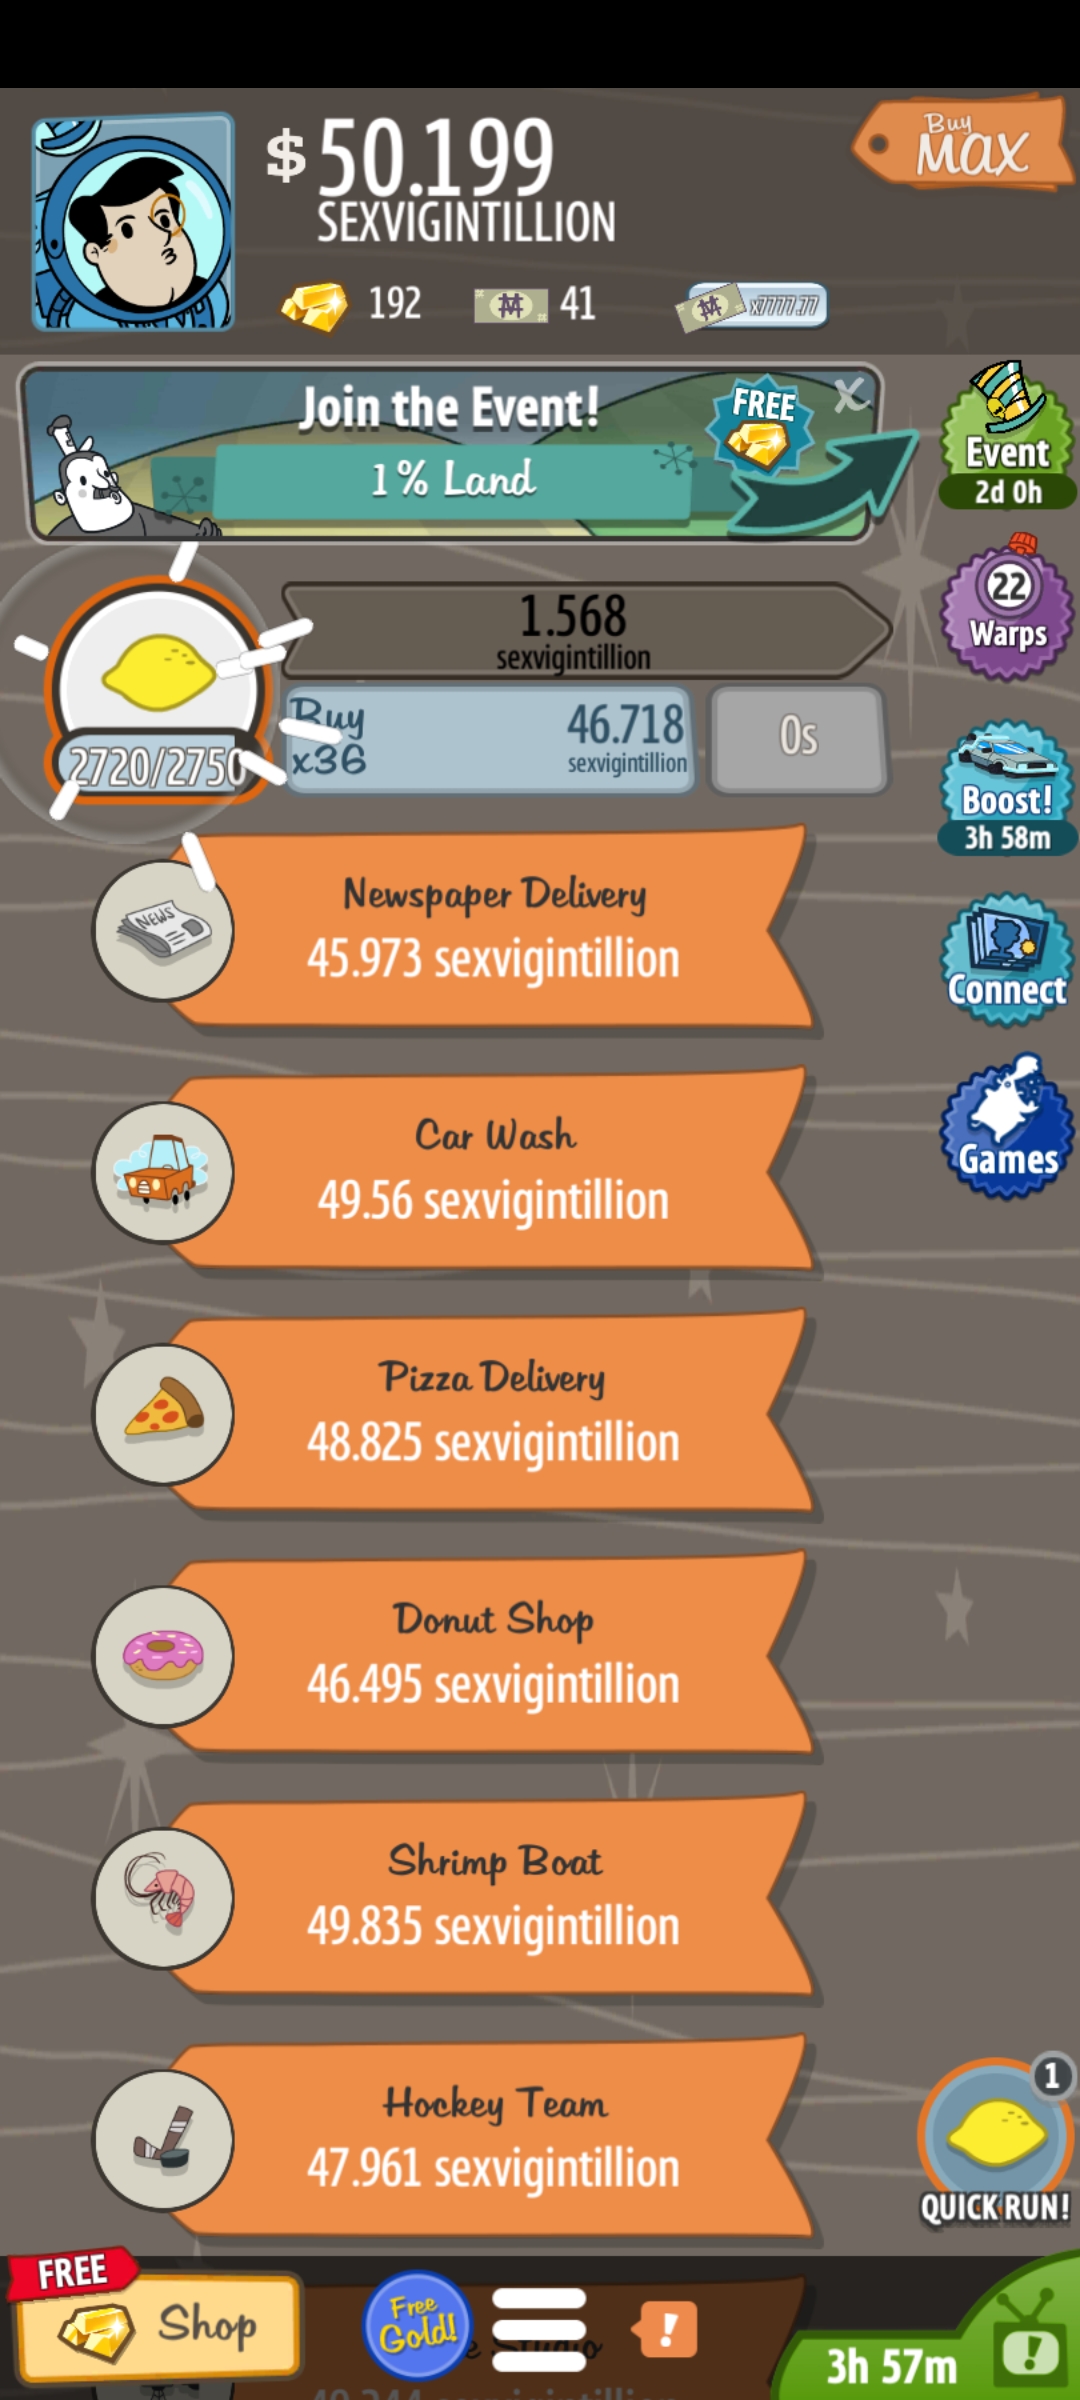 $ 50.199
SEXVIGINTILLION
Buy
MAX
192
41
x7777.77
Join the Event!
FREE
X
1% Land
Event
2d 0h
1.568
sexvigintillion
22
Warps
Buy
x36
46.718
sexvigintillion
0s
2720/2750
Boost!
3h 58m
NEWS
Newspaper Delivery
45.973 sexvigintillion
Connect
Car Wash
49.56 sexvigintillion
Games
Pizza Delivery
48.825 sexvigintillion
Donut Shop
46.495 sexvigintillion
Shrimp Boat
49.835 sexvigintillion
Hockey Team
47.961 sexvigintillion
1
QUICK RUN!
FREE
Shop
Free
Gold!
!
!
3h 57m